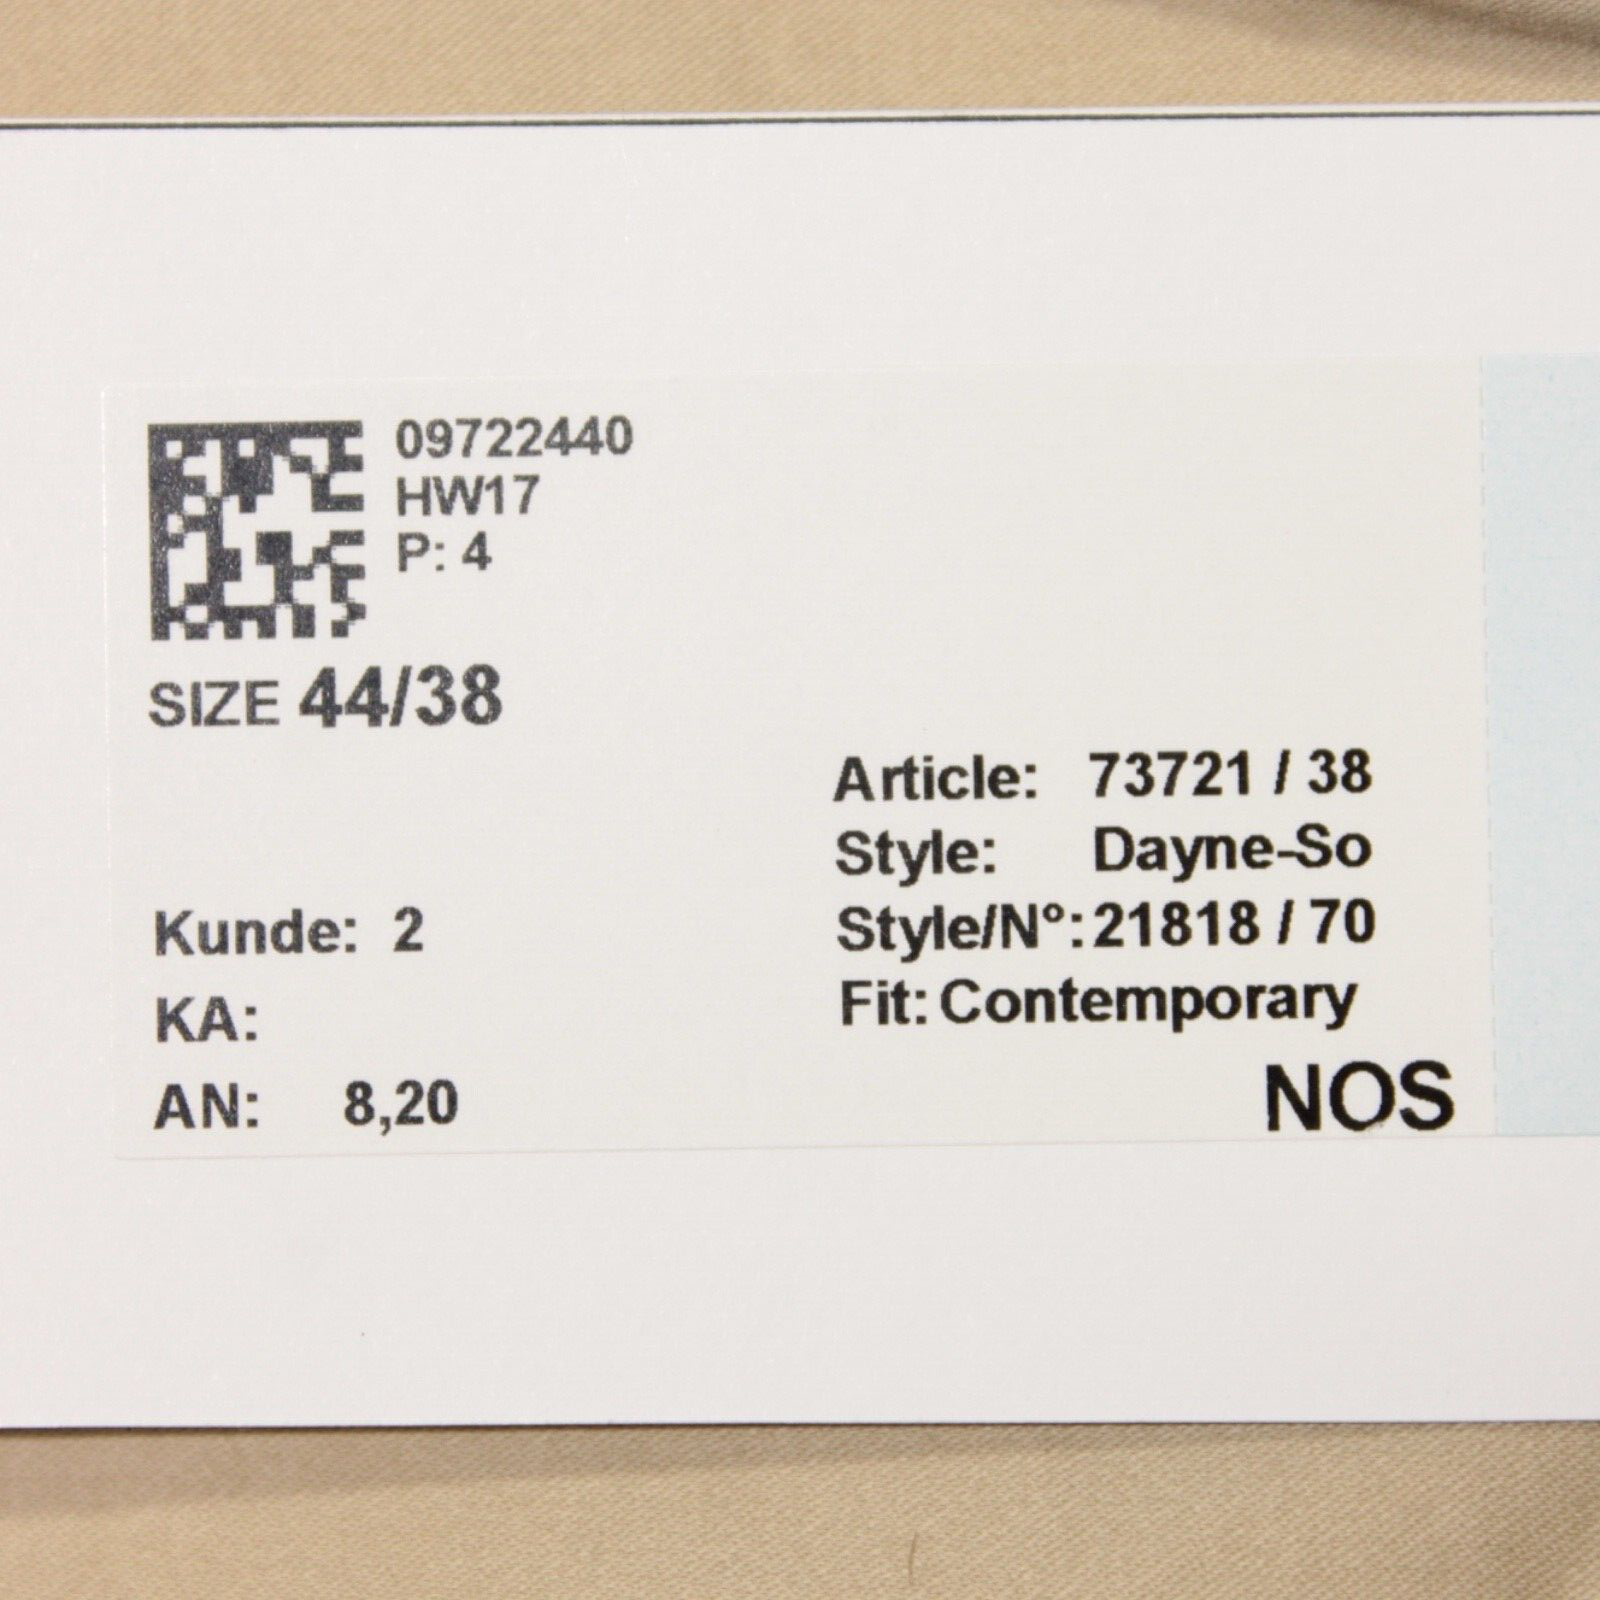 09722440
HW17
P: 4
SIZE 44/38
Article: 73721 / 38
Style: Dayne-So
Style/N°: 21818 / 70
Fit: Contemporary
NOS
Kunde: 2
KA:
AN: 8,20